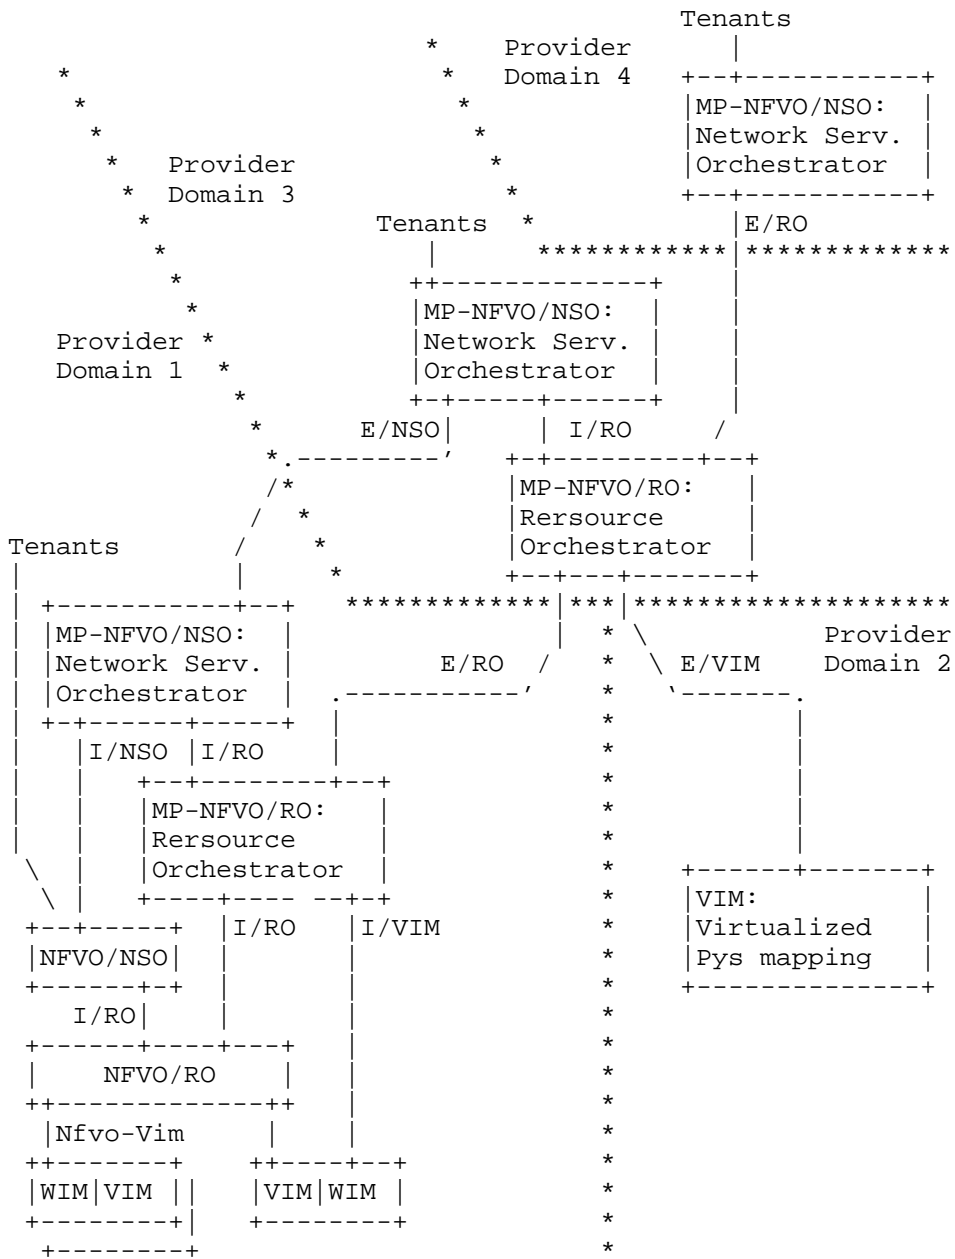 Tenants
Provider
Domain 4
MP-NFVO/NSO:
Network Serv.
Orchestrator
Provider
Domain 3
Tenants
E/RO
MP-NFVO/NSO:
Network Serv.
Orchestrator
Provider
Domain 1
E/NSO
I/RO
MP-NFVO/RO:
Rersource
Orchestrator
Tenants
MP-NFVO/NSO:
Network Serv.
Orchestrator
E/RO
E/VIM
Provider
Domain 2
I/NSO
I/RO
MP-NFVO/RO:
Rersource
Orchestrator
I/RO
I/VIM
VIM:
Virtualized
Pys mapping
NFVO/NSO
I/RO
NFVO/RO
Nfvo-Vim
WIM|VIM
VIM|WIM